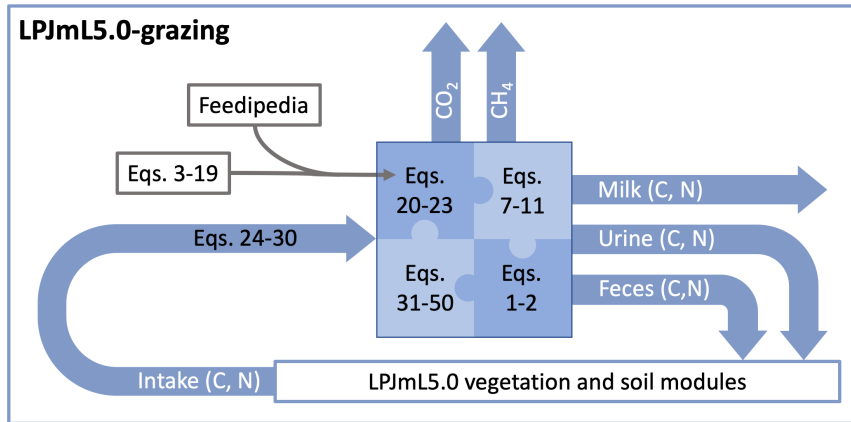 LPJmL5.0-grazing
CO₂
CH₄
Feedipedia
Eqs. 3-19
Eqs.
20-23
Eqs.
7-11
Milk (C, N)
Eqs. 24-30
Urine (C, N)
Eqs.
31-50
Eqs.
1-2
Feces (C,N)
Intake (C, N)
LPJmL5.0 vegetation and soil modules